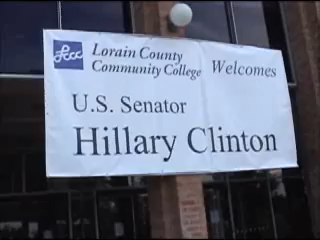 lccc
Lorain County
Community College Welcomes
U.S. Senator
Hillary Clinton